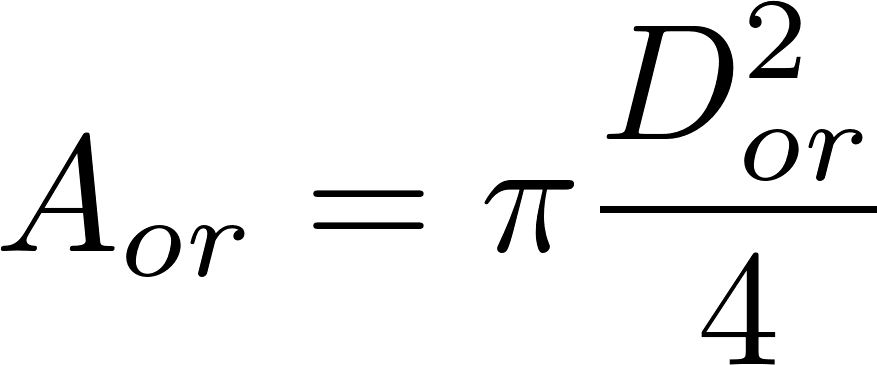 A_{or} = \pi \frac{D_{or}^2}{4}